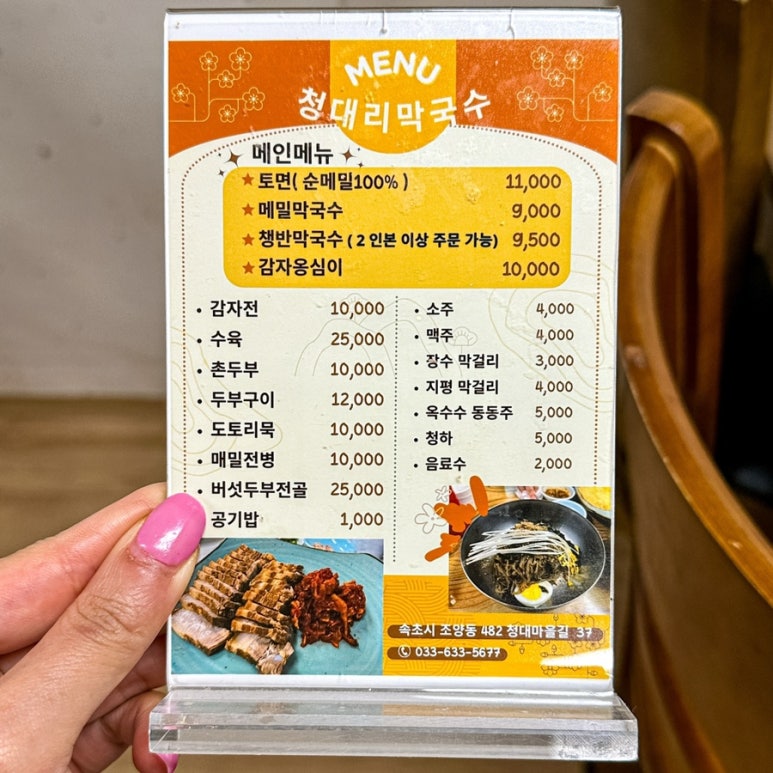 MENU
청대리막국수
메인메뉴
토면( 순메밀100% ) 11,000
메밀막국수 9,000
챙반막국수 ( 2 인본 이상 주문 가능) 9,500
감자옹심이 10,000
감자전 10,000
수육 25,000
촌두부 10,000
두부구이 12,000
도토리묵 10,000
매밀전병 10,000
버섯두부전골 25,000
공기밥 1,000
소주 4,000
맥주 4,000
장수 막걸리 3,000
지평 막걸리 4,000
옥수수 동동주 5,000
청하 5,000
음료수 2,000
속초시 조양동 482 청대마을길 37
033-633-5677